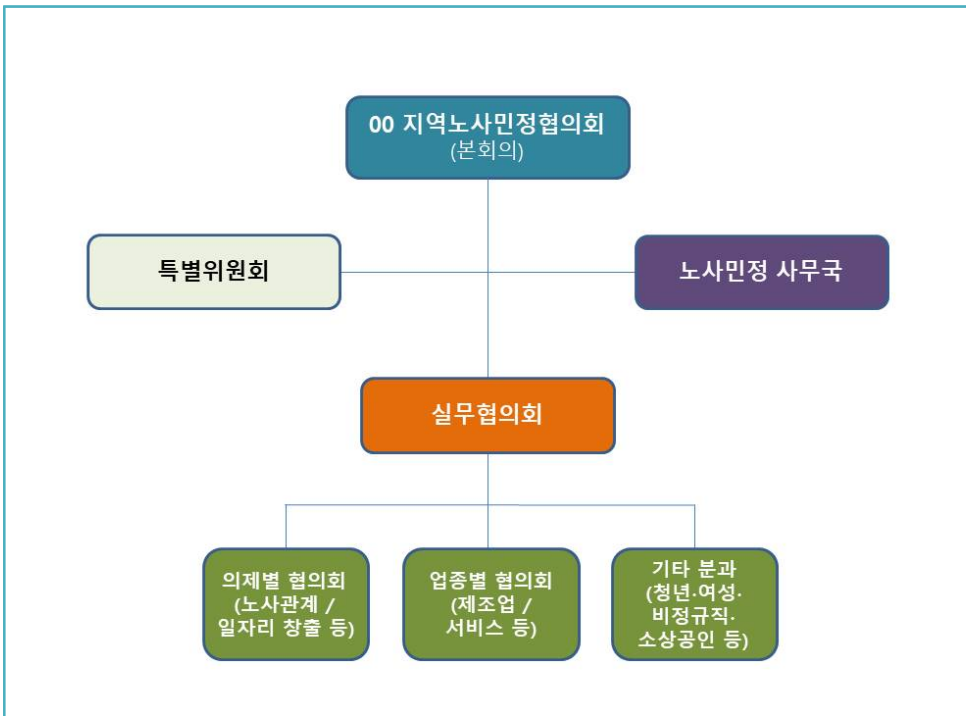 00 지역노사민정협의회
(본회의)
특별위원회
노사민정 사무국
실무협의회
의제별 협의회
(노사관계 /
일자리 창출 등)
업종별 협의회
(제조업 /
서비스 등)
기타 분과
(청년·여성·
비정규직·
소상공인 등)